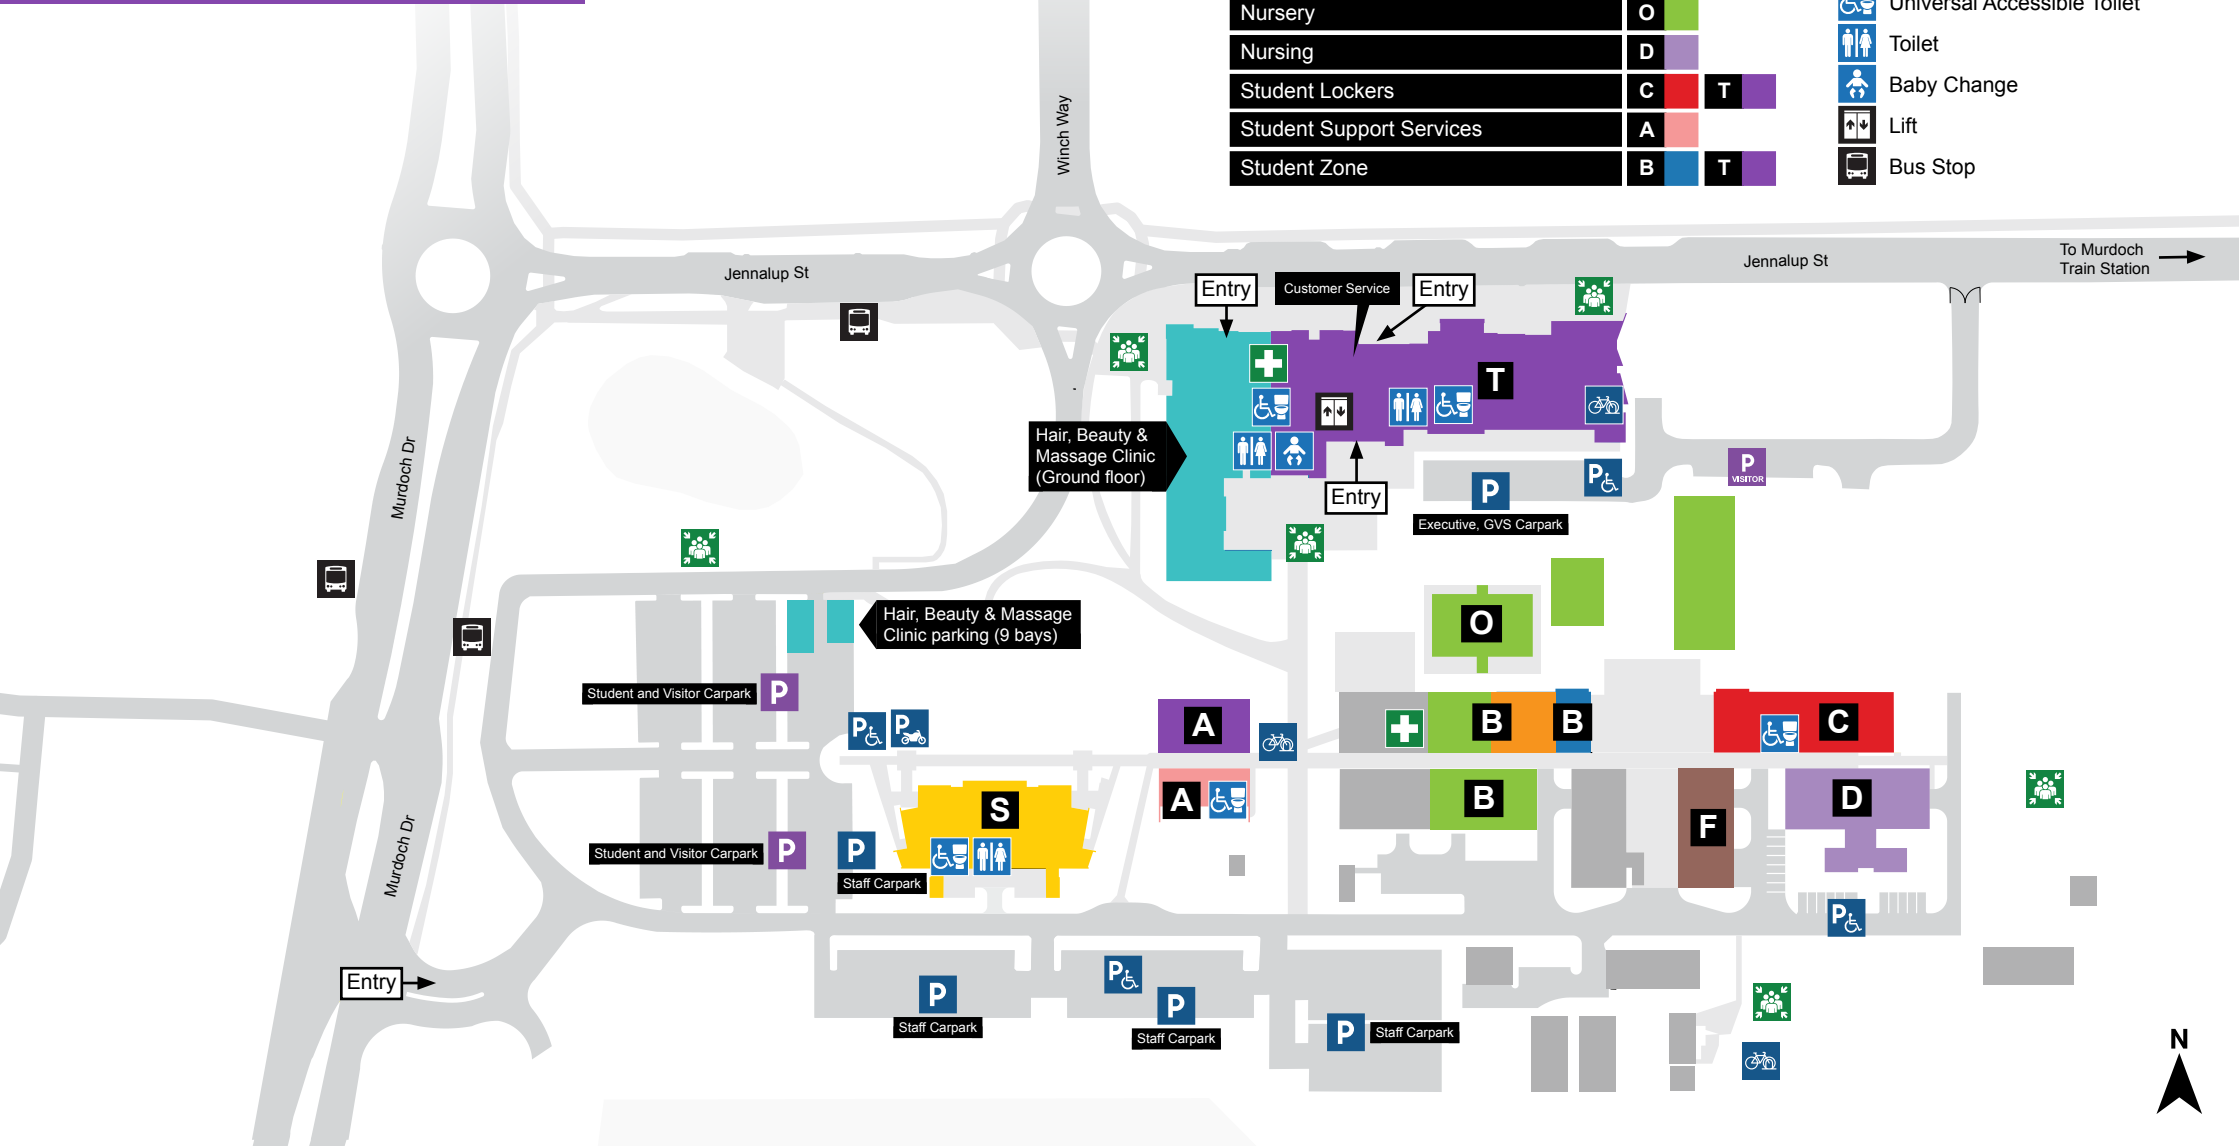 Nursery O
Universal Accessible Toilet
Nursing D
Toilet
Student Lockers C T
Baby Change
Student Support Services A
Lift
Student Zone B T
Bus Stop
Winch Way
Jennalup St
Jennalup St
To Murdoch
Train Station
Entry
Customer Service
Entry
T
Hair, Beauty &
Massage Clinic
(Ground floor)
Murdoch Dr
P
VISITOR
P
P
Entry
Executive, GVS Carpark
O
Hair, Beauty & Massage
Clinic parking (9 bays)
Student and Visitor Carpark P
P
P
A
B
B
C
S
A
B
F
D
Murdoch Dr
Student and Visitor Carpark P
P
Staff Carpark
P
Entry
P
Staff Carpark
P
P
Staff Carpark
P Staff Carpark
N